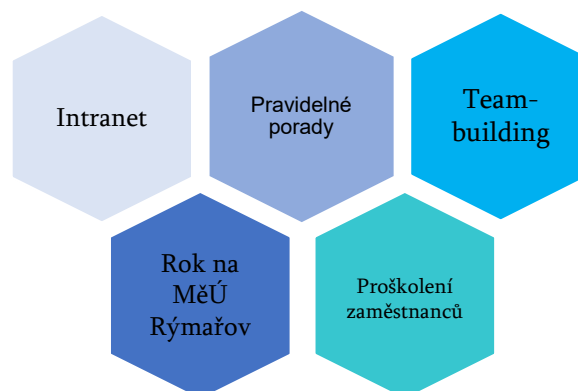 Intranet
Pravidelné
porady
Team-
building
Rok na
MěÚ
Rýmařov
Proškolení
zaměstnanců